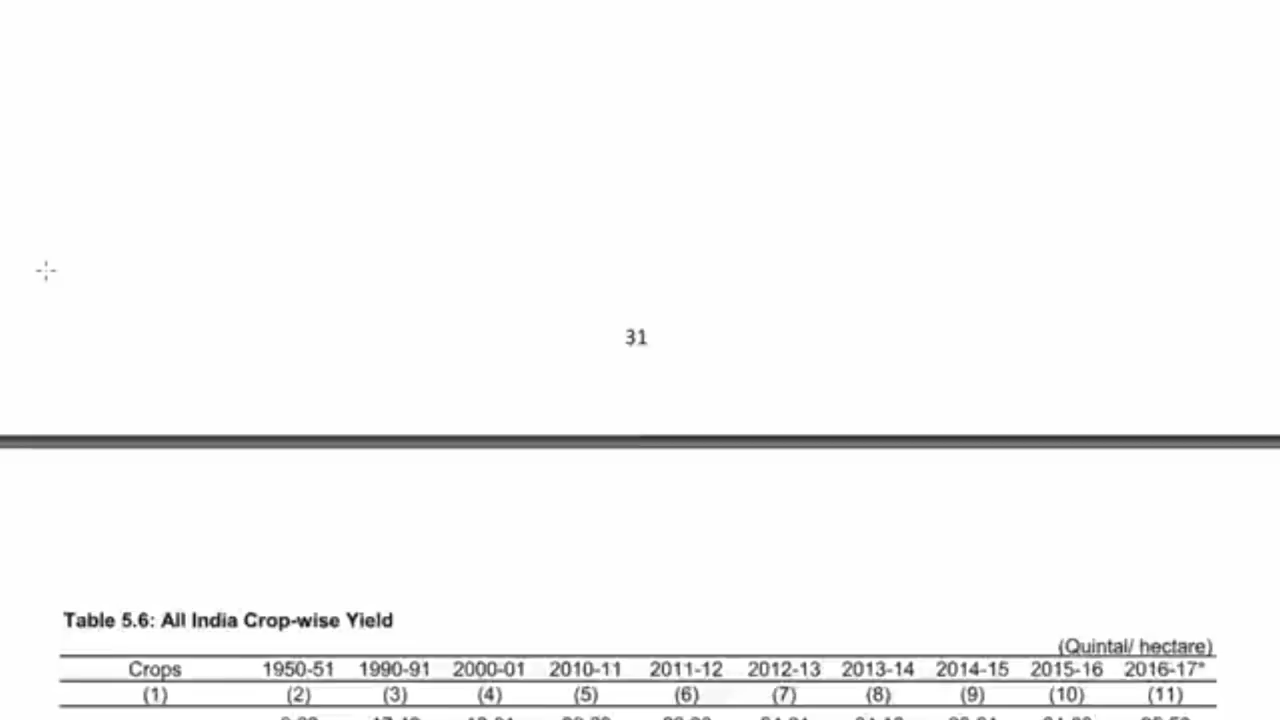 31
Table 5.6: All India Crop-wise Yield
(Quintal/ hectare)
Crops 1950-51 1990-91 2000-01 2010-11 2011-12 2012-13 2013-14 2014-15 2015-16 2016-17*
(1) (2) (3) (4) (5) (6) (7) (8) (9) (10) (11)